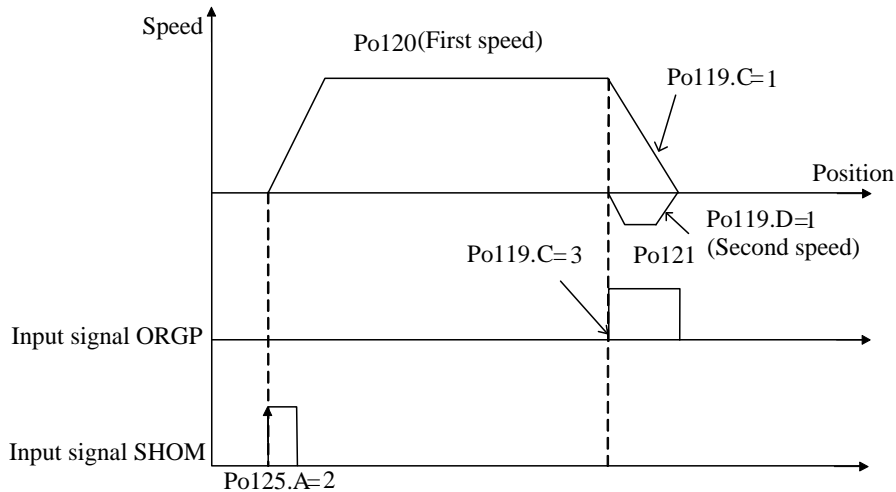 Speed
Po120(First speed)
Po119.C=1
Position
Po119.D=1
(Second speed)
Po121
Po119.C=3
Input signal ORGP
Input signal SHOM
Po125.A=2